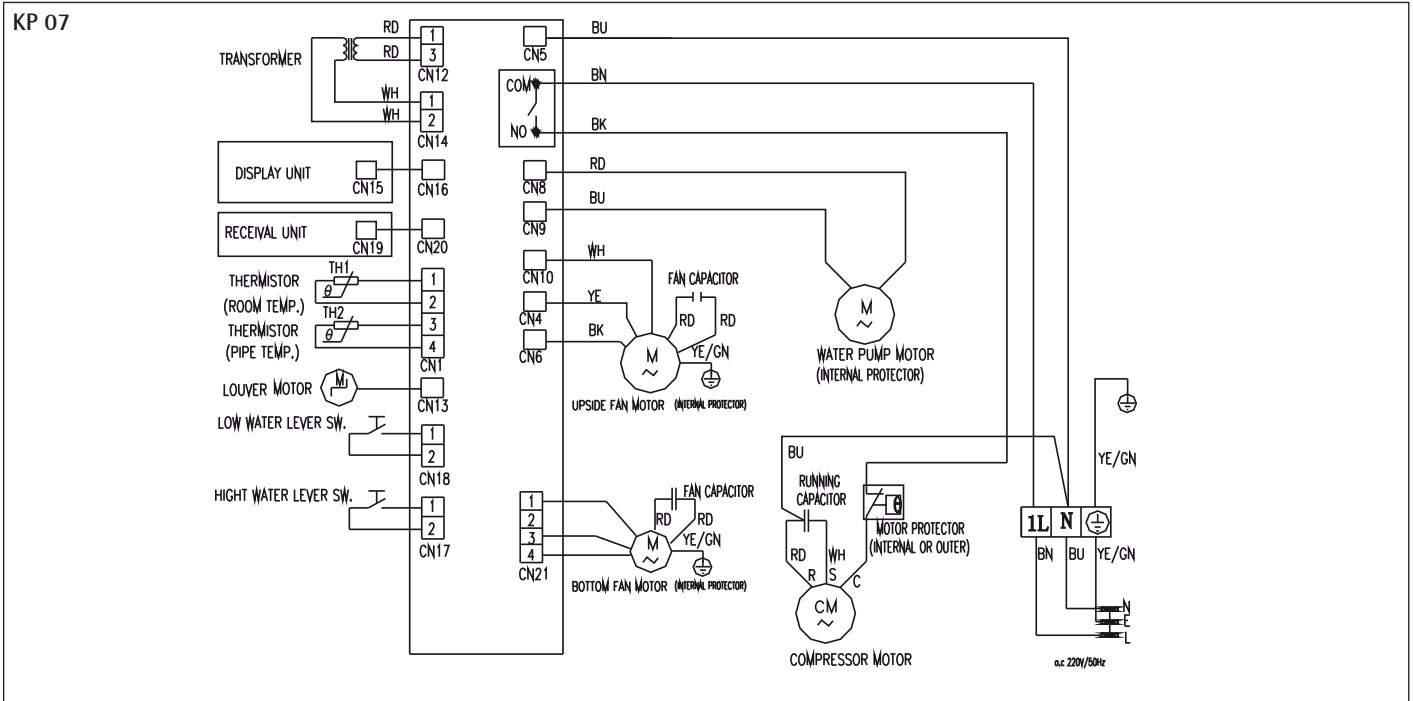 KP 07
TRANSFORMER
RD
RD
1
3
CN12
WH
WH
1
2
CN14
DISPLAY UNIT
CN15
CN16
RECEIVAL UNIT
CN19
CN20
THERMISTOR
(ROOM TEMP.)
TH1
θ
THERMISTOR
(PIPE TEMP.)
TH2
θ
1
2
3
4
CN1
LOUVER MOTOR
M
CN13
LOW WATER LEVER SW.
1
2
CN18
HIGHT WATER LEVER SW.
1
2
CN17
CN5
BU
COM
BN
NO
BK
CN8
RD
CN9
BU
CN10
WH
CN4
YE
CN6
BK
FAN CAPACITOR
RD
RD
YE/GN
M
~
UPSIDE FAN MOTOR (INTERNAL PROTECTOR)
M
~
WATER PUMP MOTOR
(INTERNAL PROTECTOR)
1
2
3
4
CN21
FAN CAPACITOR
RD
RD
YE/GN
M
~
BOTTOM FAN MOTOR (INTERNAL PROTECTOR)
BU
RUNNING
CAPACITOR
θ
MOTOR PROTECTOR
(INTERNAL OR OUTER)
RD
WH
R
S
C
CM
~
COMPRESSOR MOTOR
YE/GN
1L
N
BN
BU
YE/GN
N
E
L
a.c 220V/50Hz